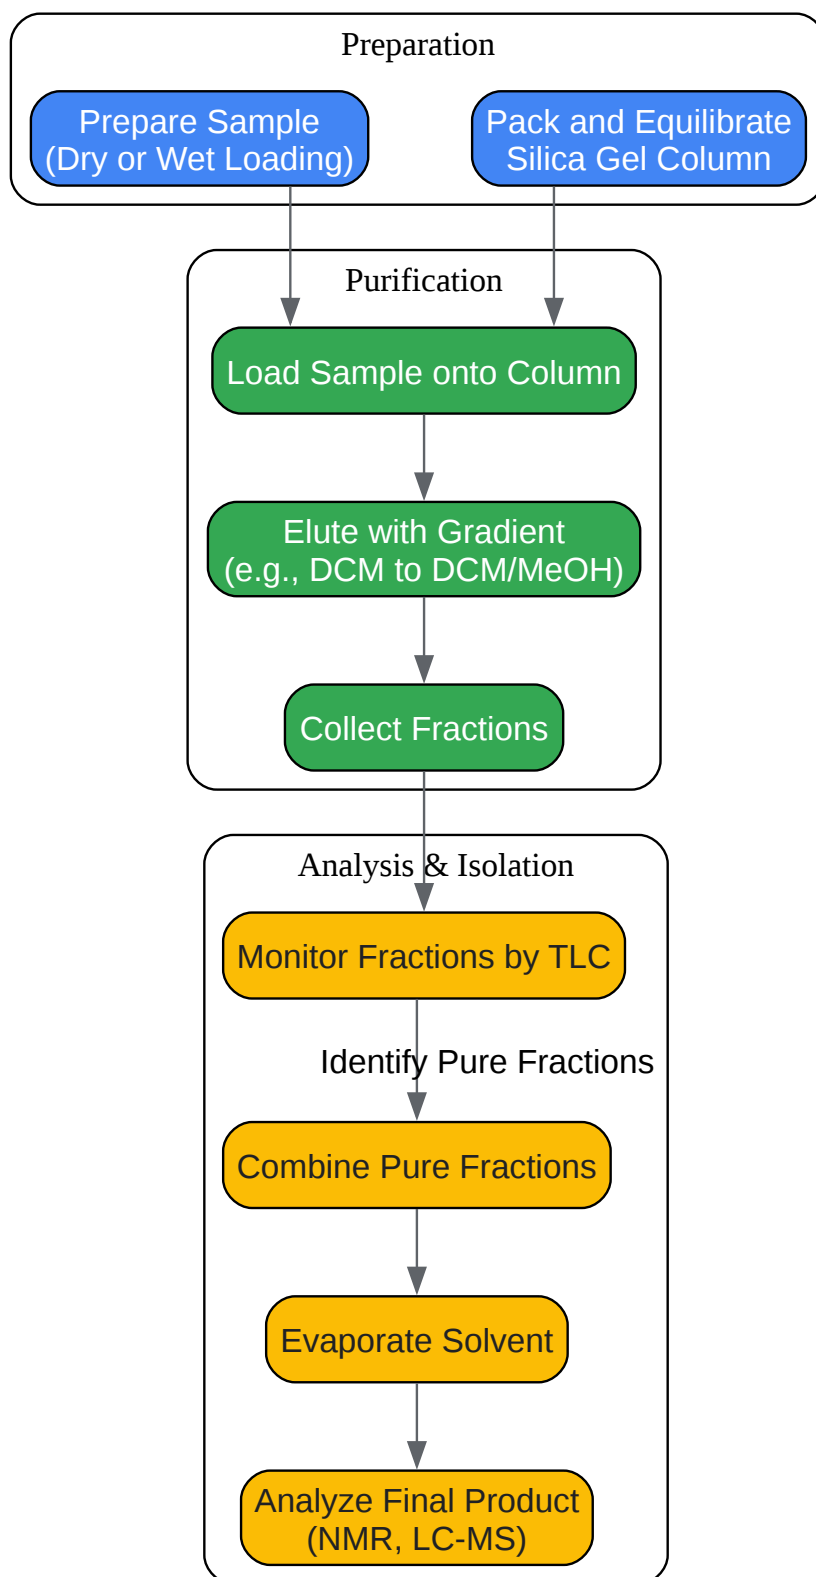 Preparation
Prepare Sample
(Dry or Wet Loading)
Pack and Equilibrate
Silica Gel Column
Purification
Load Sample onto Column
Elute with Gradient
(e.g., DCM to DCM/MeOH)
Collect Fractions
Analysis & Isolation
Monitor Fractions by TLC
Identify Pure Fractions
Combine Pure Fractions
Evaporate Solvent
Analyze Final Product
(NMR, LC-MS)